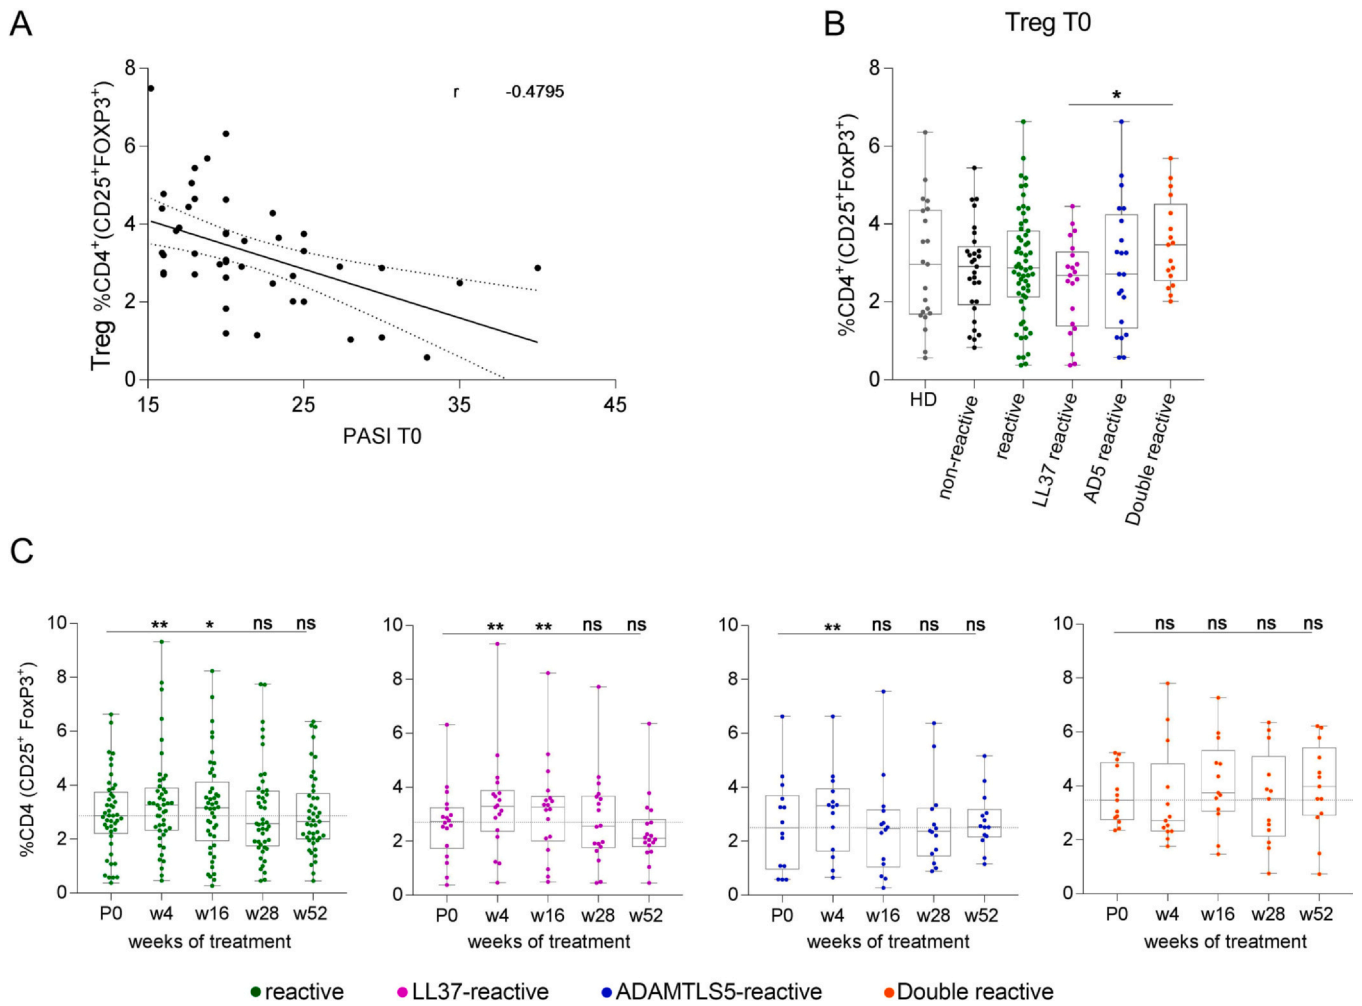 A
Treg %CD4+(CD25+FOXP3+)
8
6
4
2
0
r -0.4795
15 25 35 45
PASI T0
B
Treg T0
%CD4+(CD25+FoxP3+)
8
6
4
2
0
*
HD
non-reactive
reactive
LL37 reactive
AD5 reactive
Double reactive
C
%CD4 (CD25+ FoxP3+)
10
8
6
4
2
0
** * ns ns
P0 w4 w16 w28 w52
weeks of treatment
10
8
6
4
2
0
** ** ns ns
P0 w4 w16 w28 w52
weeks of treatment
10
8
6
4
2
0
** ns ns ns
P0 w4 w16 w28 w52
weeks of treatment
10
8
6
4
2
0
ns ns ns ns
P0 w4 w16 w28 w52
weeks of treatment
reactive LL37-reactive ADAMTLS5-reactive Double reactive